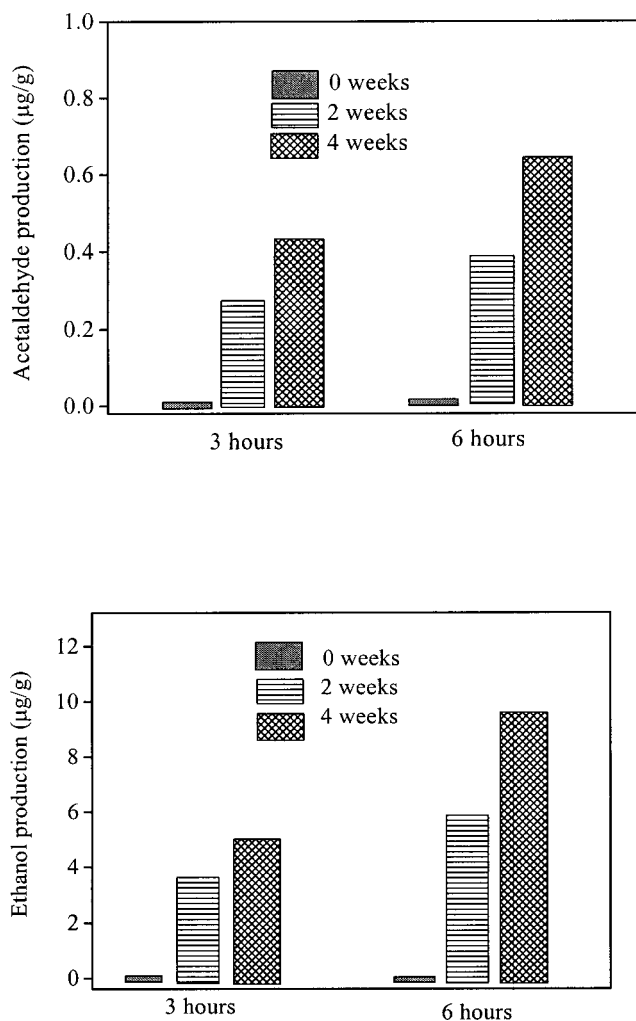 1.0
0.8
0.6
0.4
0.2
0.0
Acetaldehyde production (µg/g)
0 weeks
2 weeks
4 weeks
3 hours
6 hours
12
10
8
6
4
2
0
Ethanol production (µg/g)
0 weeks
2 weeks
4 weeks
3 hours
6 hours